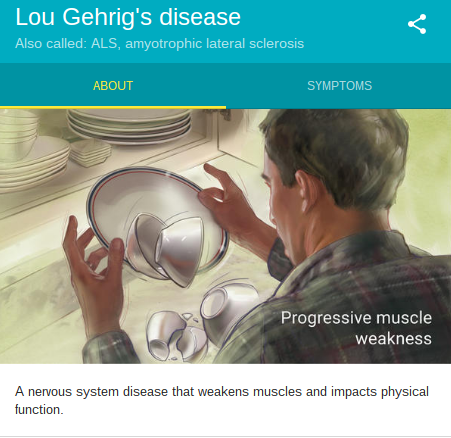 Lou Gehrig's disease
Also called: ALS, amyotrophic lateral sclerosis
ABOUT
SYMPTOMS
Progressive muscle
weakness
A nervous system disease that weakens muscles and impacts physical
function.